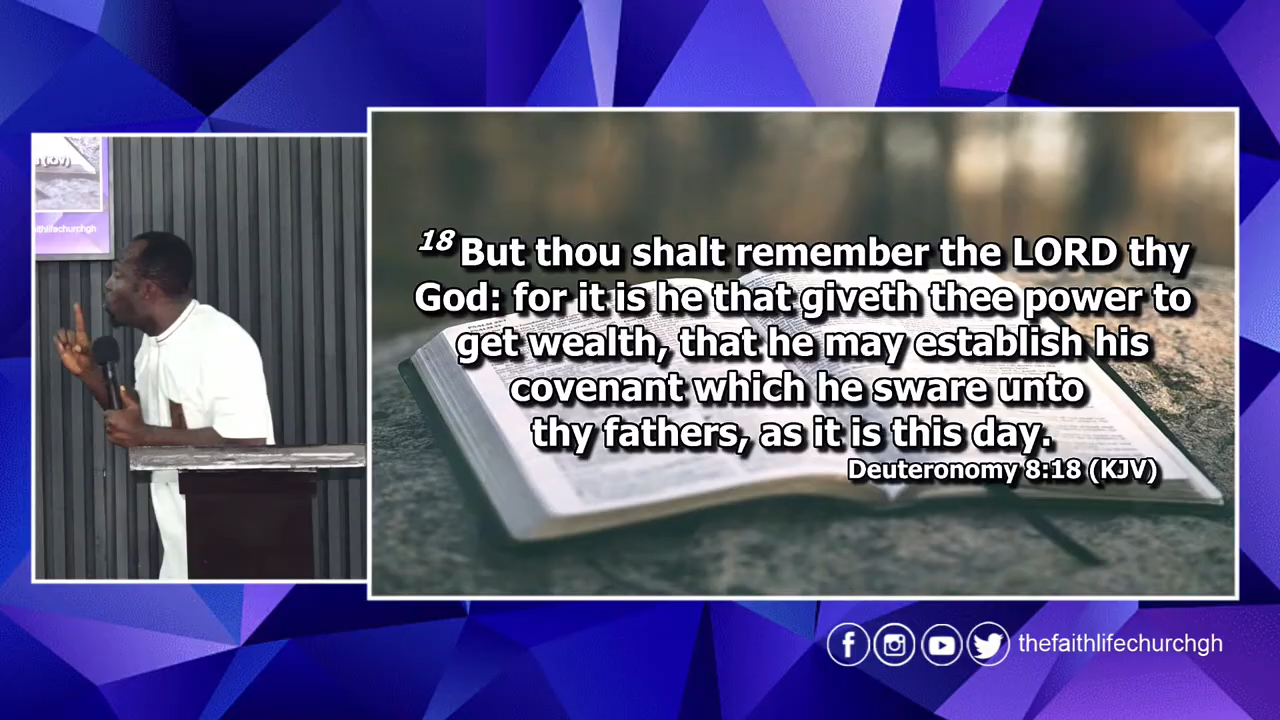 (KJV)
faithlifechurchgh
18 But thou shalt remember the LORD thy
God: for it is he that giveth thee power to
get wealth, that he may establish his
covenant which he sware unto
thy fathers, as it is this day.
Deuteronomy 8:18 (KJV)
thefaithlifechurchgh